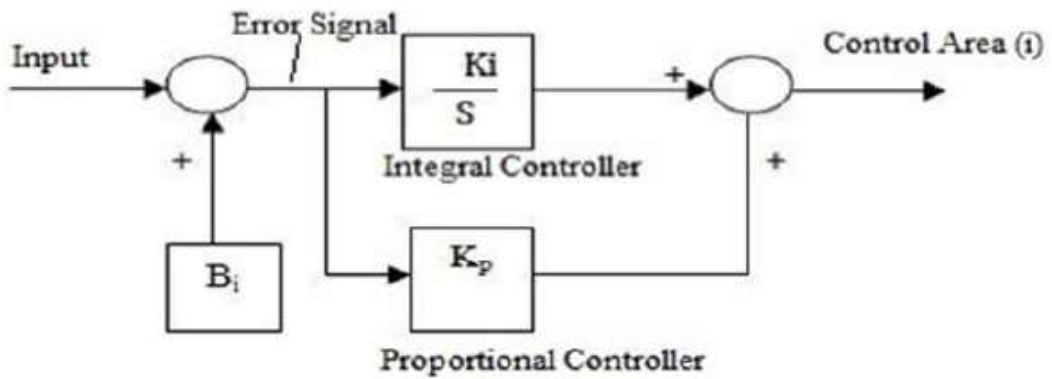 Error Signal
Input
Control Area (i)
Ki
S
+
+
+
Integral Controller
Kp
Bi
Proportional Controller